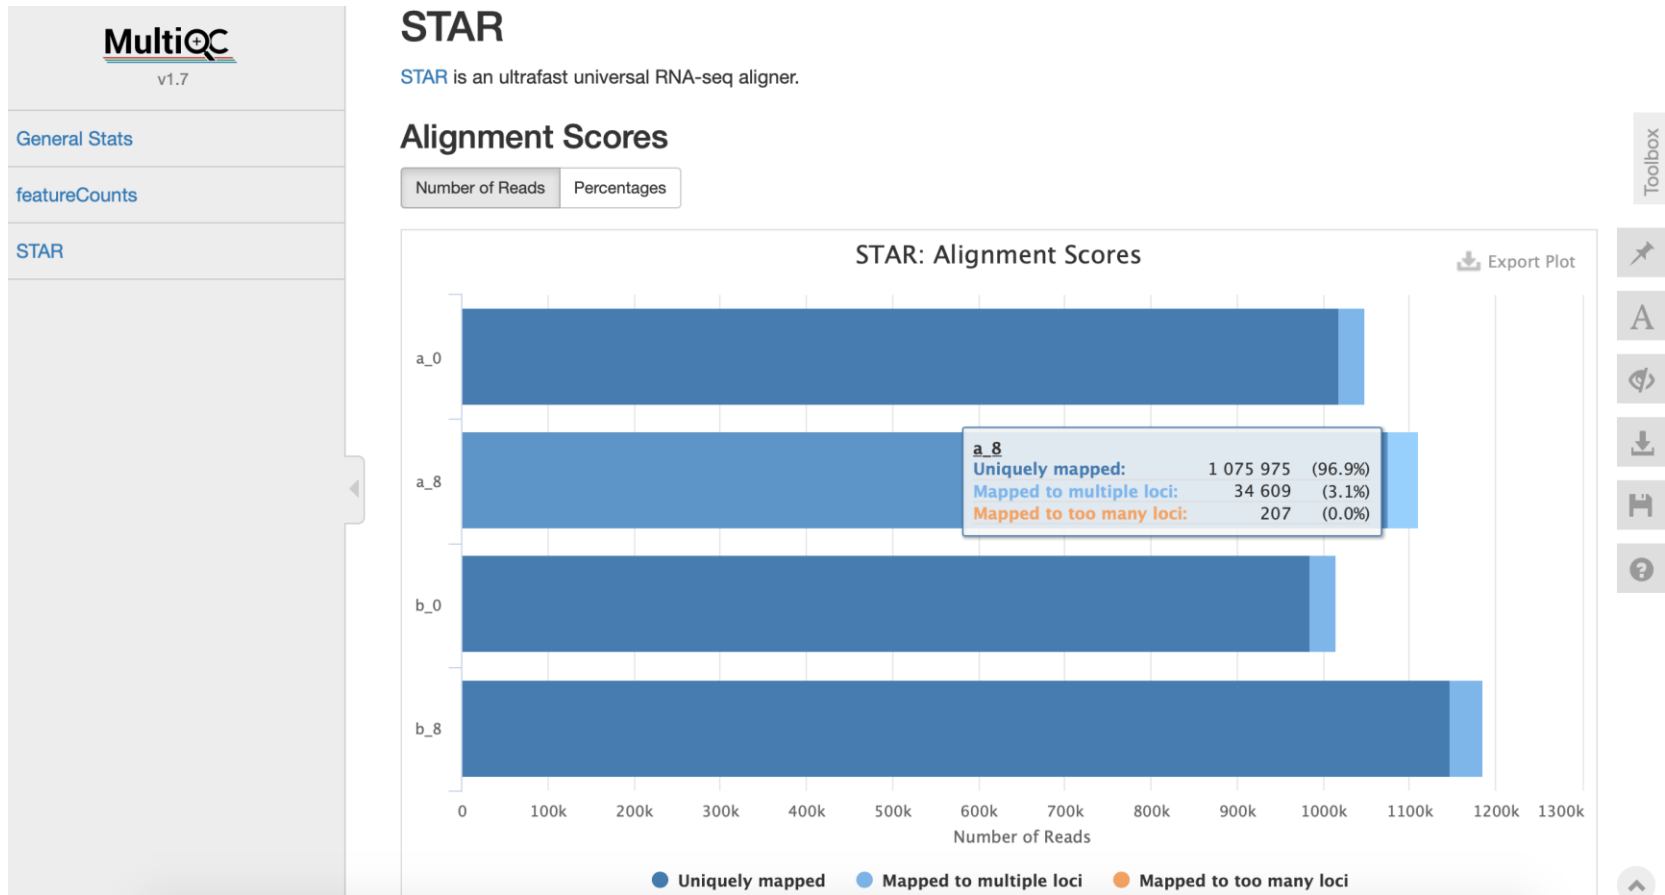 MultiQC
v1.7
General Stats
featureCounts
STAR
STAR
STAR is an ultrafast universal RNA-seq aligner.
Alignment Scores
Number of Reads Percentages
STAR: Alignment Scores
Export Plot
a_0
a_8
b_0
b_8
a_8
Uniquely mapped: 1 075 975 (96.9%)
Mapped to multiple loci: 34 609 (3.1%)
Mapped to too many loci: 207 (0.0%)
0 100k 200k 300k 400k 500k 600k 700k 800k 900k 1000k 1100k 1200k 1300k
Number of Reads
Uniquely mapped Mapped to multiple loci Mapped to too many loci
Toolbox
A
?